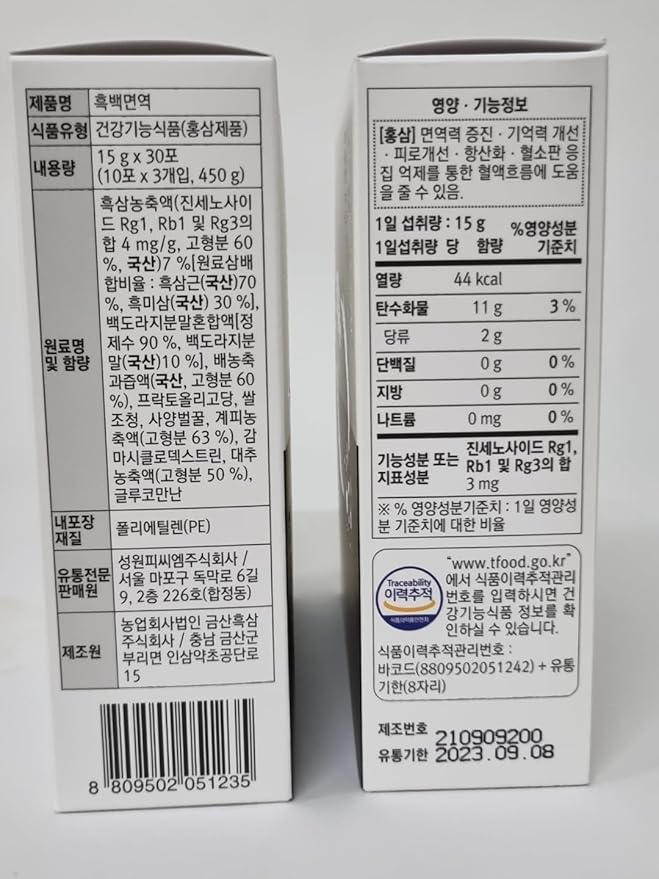 제품명 흑백면역
식품유형 건강기능식품(홍삼제품)
내용량 15 g x 30포
(10포 x 3개입, 450 g)
원료명
및 함량
흑삼농축액(진세노사이
드 Rg1, Rb1 및 Rg3의
합 4 mg/g, 고형분 60
%, 국산)7 %[원료삼배
합비율 : 흑삼근(국산)70
%, 흑미삼(국산) 30 %],
백도라지분말혼합액[정
제수 90 %, 백도라지분
말(국산)10 %], 배농축
과즙액(국산, 고형분 60
%), 프락토올리고당, 쌀
조청, 사양벌꿀, 계피농
축액(고형분 63 %), 감
마시클로덱스트린, 대추
농축액(고형분 50 %),
글루코만난
내포장
재질
폴리에틸렌(PE)
유통전문
판매원
성원피씨엠주식회사 /
서울 마포구 독막로 6길
9, 2층 226호(합정동)
제조원
농업회사법인 금산흑삼
주식회사 / 충남 금산군
부리면 인삼약초공단로
15
8 809502 051235
영양 · 기능정보
[홍삼] 면역력 증진 · 기억력 개선
· 피로개선 · 항산화 · 혈소판 응
집 억제를 통한 혈액흐름에 도움
을 줄 수 있음.
1일 섭취량 : 15 g
1일섭취량 당 함량
%영양성분
기준치
열량 44 kcal
탄수화물 11 g 3 %
당류 2 g
단백질 0 g 0 %
지방 0 g 0 %
나트륨 0 mg 0 %
기능성분 또는
지표성분
진세노사이드 Rg1,
Rb1 및 Rg3의 합
3 mg
※ % 영양성분기준치 : 1일 영양성
분 기준치에 대한 비율
Traceability
이력추적
식품의약품안전처
"www.tfood.go.kr"
에서 식품이력추적관리
번호를 입력하시면 건
강기능식품 정보를 확
인하실 수 있습니다.
식품이력추적관리번호 :
바코드(8809502051242) + 유통
기한(8자리)
제조번호 210909200
유통기한 2023.09.08